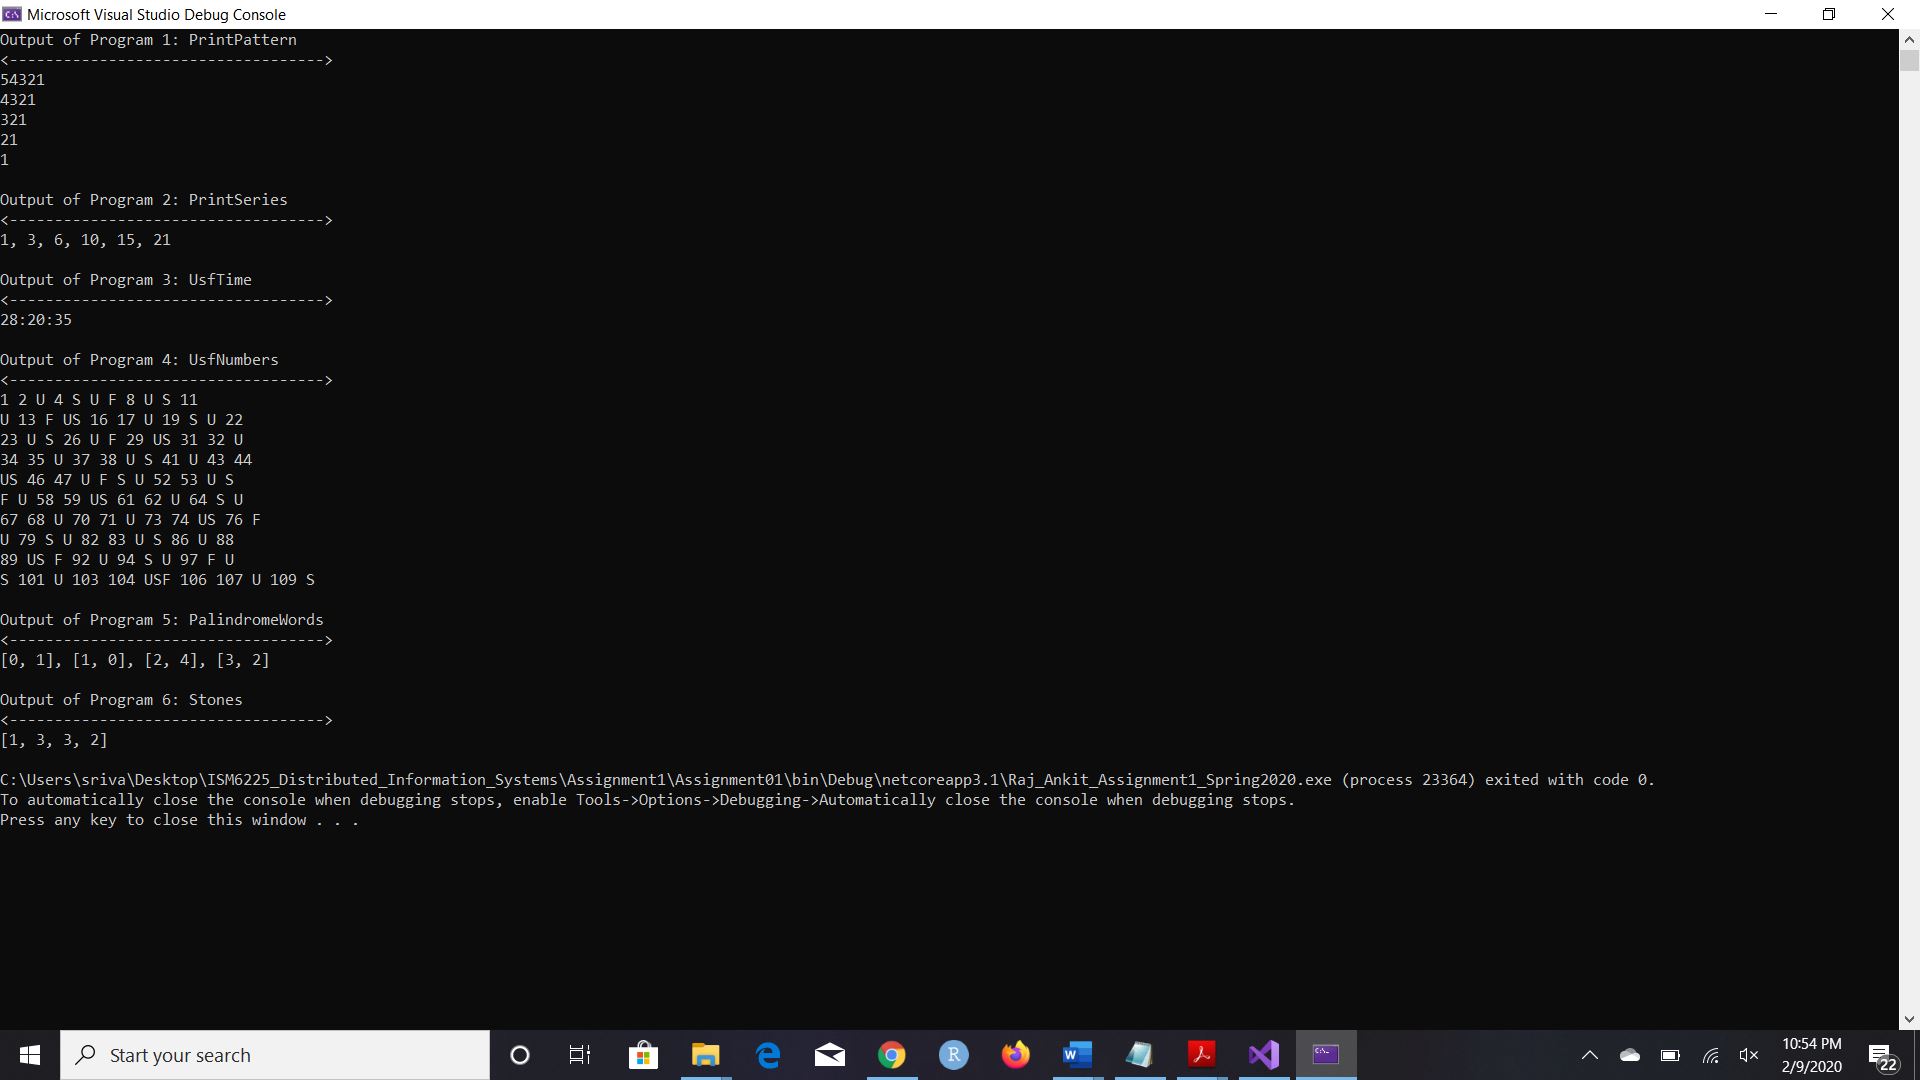 Microsoft Visual Studio Debug Console
Output of Program 1: PrintPattern
<----------------------------------->
54321
4321
321
21
1
Output of Program 2: PrintSeries
<----------------------------------->
1, 3, 6, 10, 15, 21
Output of Program 3: UsfTime
<----------------------------------->
28:20:35
Output of Program 4: UsfNumbers
<----------------------------------->
1 2 U 4 S U F 8 U S 11
U 13 F US 16 17 U 19 S U 22
23 U S 26 U F 29 US 31 32 U
34 35 U 37 38 U S 41 U 43 44
US 46 47 U F S U 52 53 U S
F U 58 59 US 61 62 U 64 S U
67 68 U 70 71 U 73 74 US 76 F
U 79 S U 82 83 U S 86 U 88
89 US F 92 U 94 S U 97 F U
S 101 U 103 104 USF 106 107 U 109 S
Output of Program 5: PalindromeWords
<----------------------------------->
[0, 1], [1, 0], [2, 4], [3, 2]
Output of Program 6: Stones
<----------------------------------->
[1, 3, 3, 2]
C:\Users\sriva\Desktop\ISM6225_Distributed_Information_Systems\Assignment1\Assignment01\bin\Debug\netcoreapp3.1\Raj_Ankit_Assignment1_Spring2020.exe (process 23364) exited with code 0.
To automatically close the console when debugging stops, enable Tools->Options->Debugging->Automatically close the console when debugging stops.
Press any key to close this window . . .
Start your search
10:54 PM
2/9/2020
22